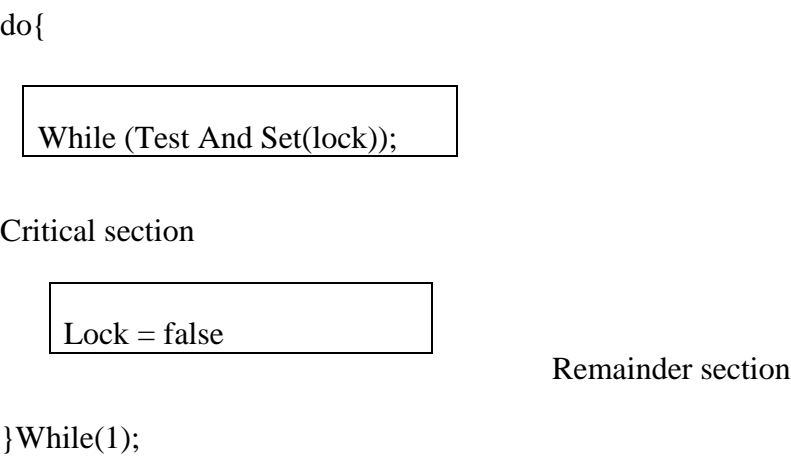 do{
While (Test And Set(lock));
Critical section
Lock = false
Remainder section
}While(1);